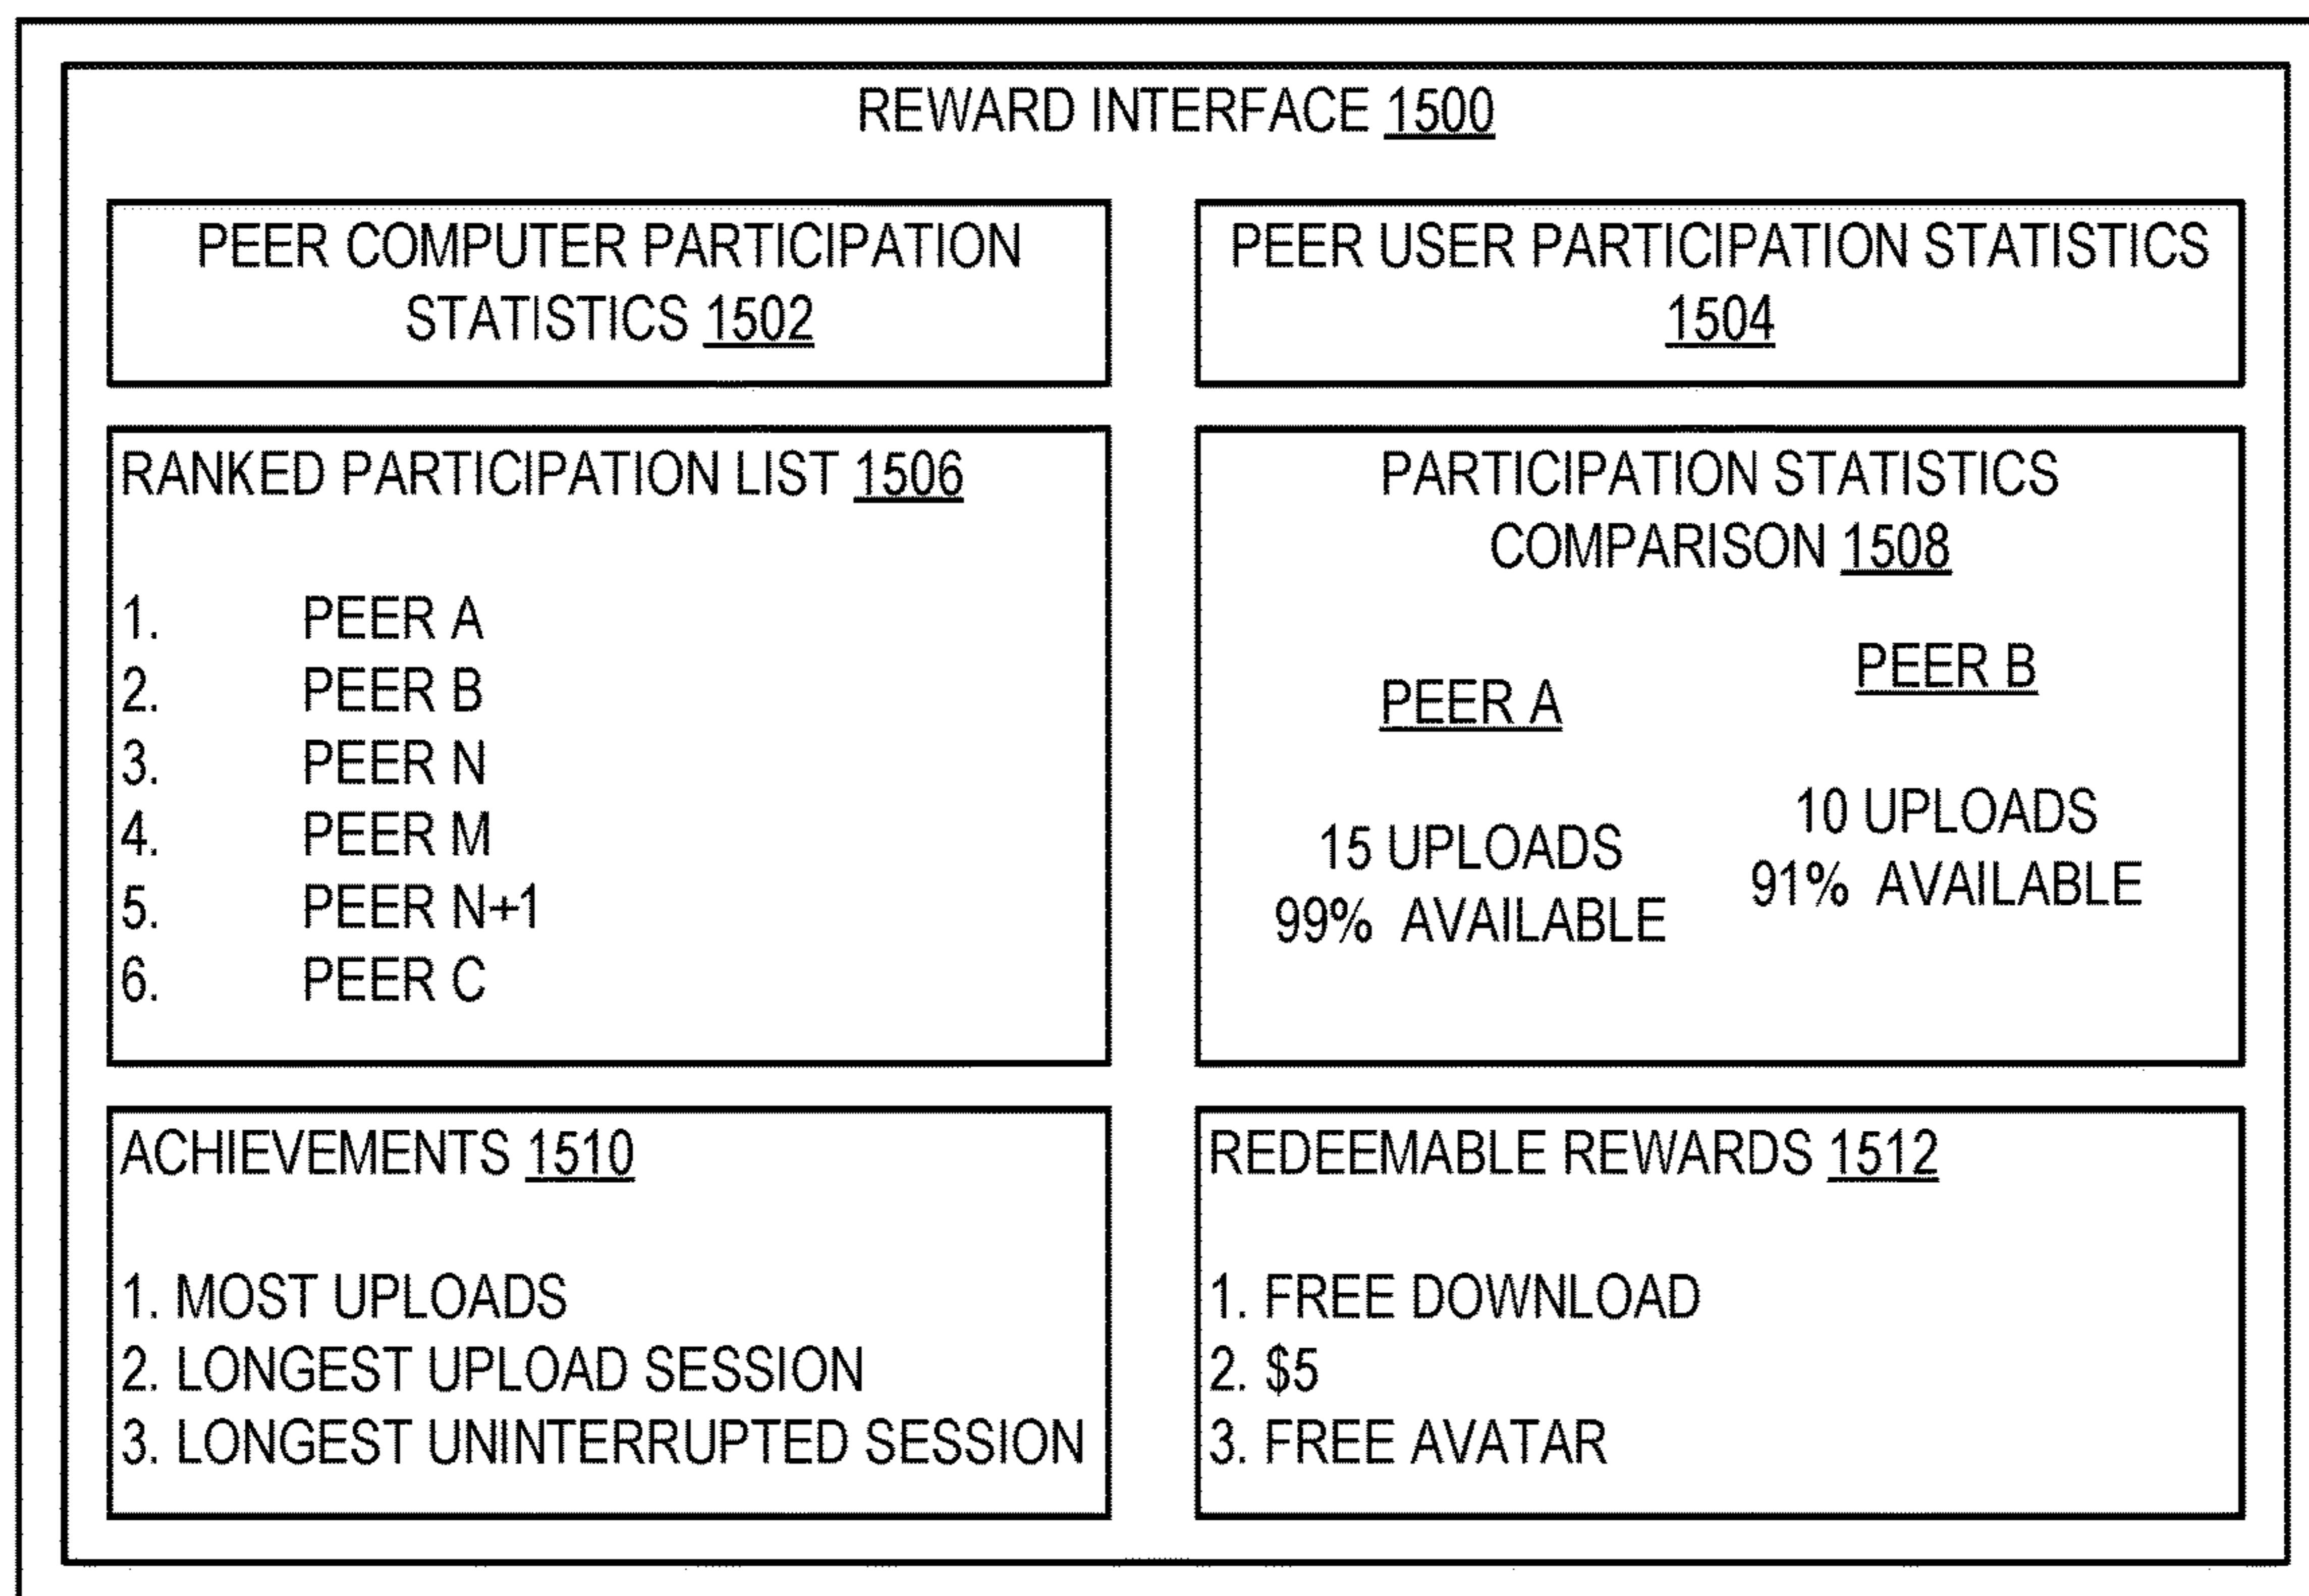 REWARD INTERFACE 1500
PEER COMPUTER PARTICIPATION
STATISTICS 1502
PEER USER PARTICIPATION STATISTICS
1504
RANKED PARTICIPATION LIST 1506
1. PEER A
2. PEER B
3. PEER N
4. PEER M
5. PEER N+1
6. PEER C
PARTICIPATION STATISTICS
COMPARISON 1508
PEER A
15 UPLOADS
99% AVAILABLE
PEER B
10 UPLOADS
91% AVAILABLE
ACHIEVEMENTS 1510
1. MOST UPLOADS
2. LONGEST UPLOAD SESSION
3. LONGEST UNINTERRUPTED SESSION
REDEEMABLE REWARDS 1512
1. FREE DOWNLOAD
2. $5
3. FREE AVATAR